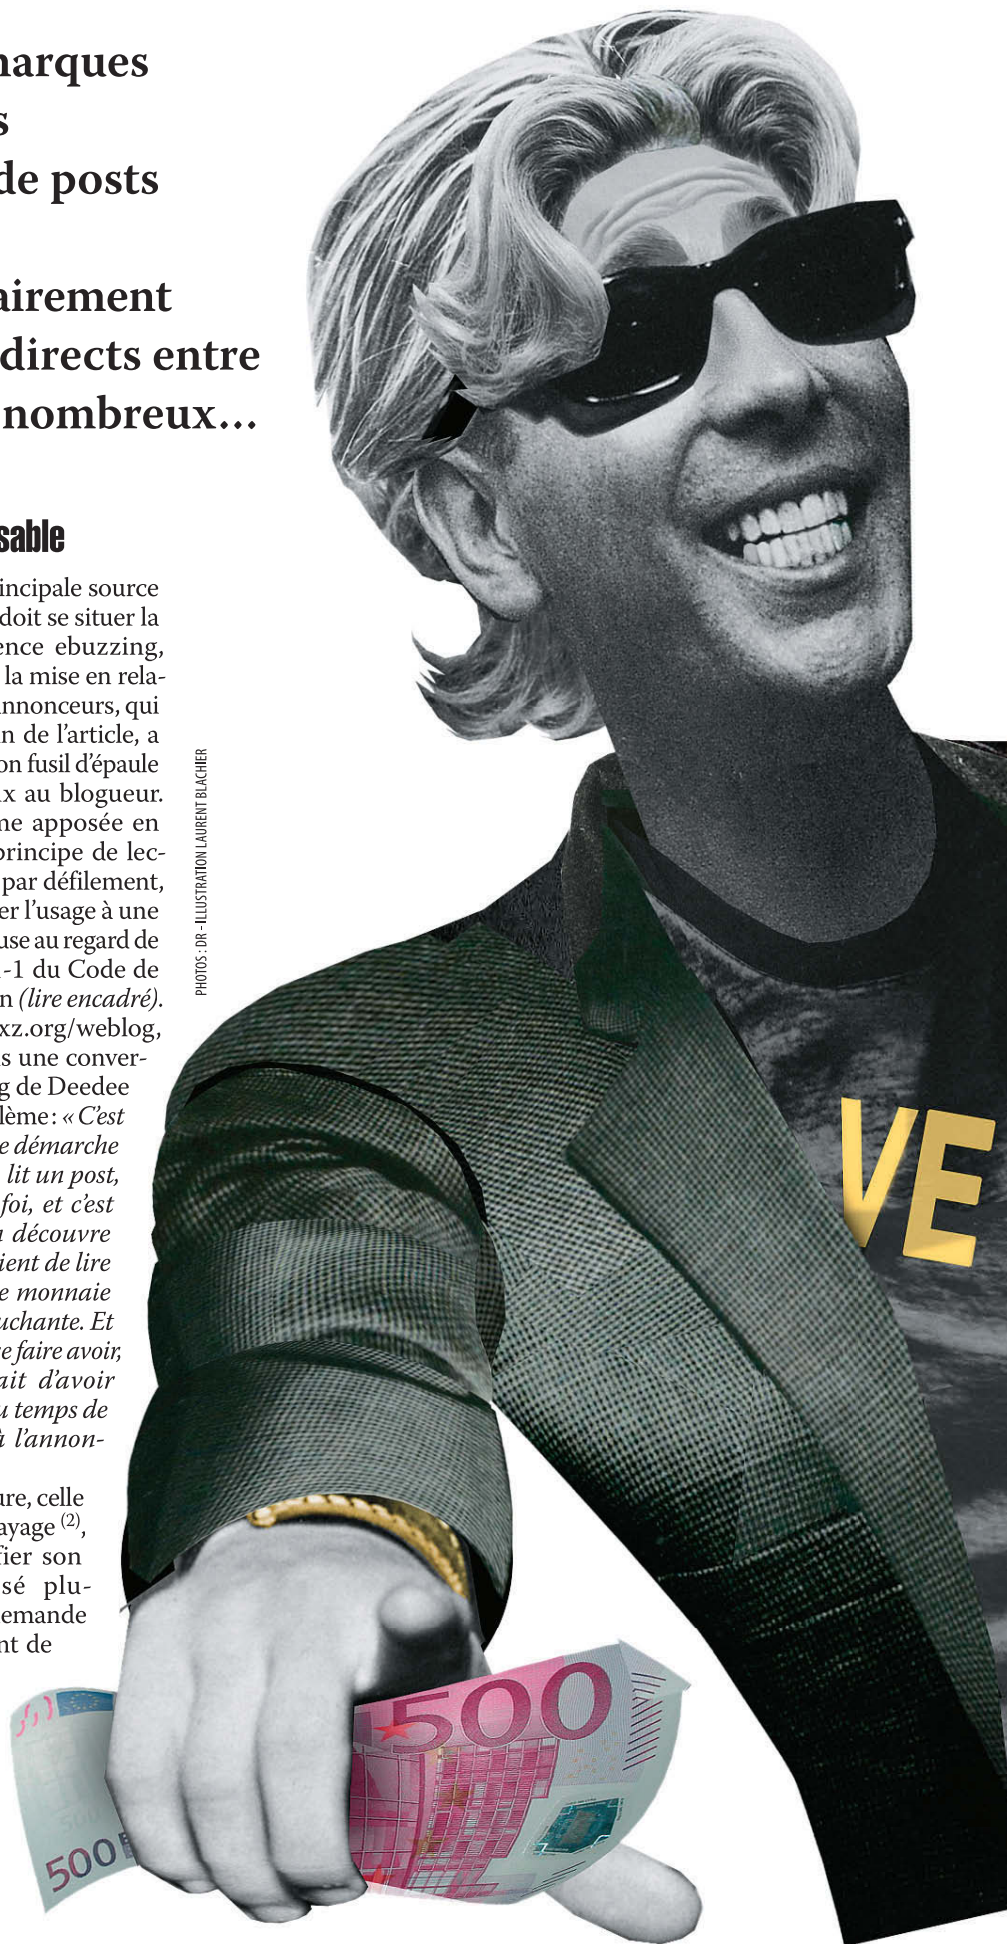 marques
s
de posts
airement
directs entre
nombreux…
sable
incipale source
doit se situer la
ence ebuzzing,
la mise en rela-
annonceurs, qui
n de l’article, a
on fusil d’épaule
x au blogueur.
me apposée en
principe de lec-
par défilement,
er l’usage à une
use au regard de
-1 du Code de
n (lire encadré).
xz.org/weblog,
s une conver-
g de Deedee
lème : « C’est
e démarche
lit un post,
foi, et c’est
découvre
ient de lire
e monnaie
uchante. Et
se faire avoir,
ait d’avoir
u temps de
à l’annon-
ure, celle
ayage (2),
fier son
sé plu-
demande
nt de
PHOTOS : DR - ILLUSTRATION LAURENT BLACHIER
VE
500
500